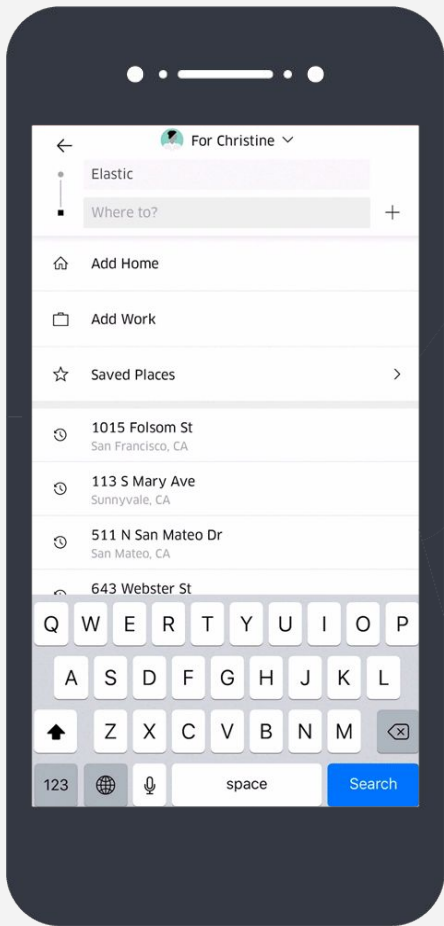 For Christine
Elastic
Where to?
Add Home
Add Work
Saved Places
1015 Folsom St
San Francisco, CA
113 S Mary Ave
Sunnyvale, CA
511 N San Mateo Dr
San Mateo, CA
643 Webster St
Q W E R T Y U I O P
A S D F G H J K L
Z X C V B N M
123 space Search